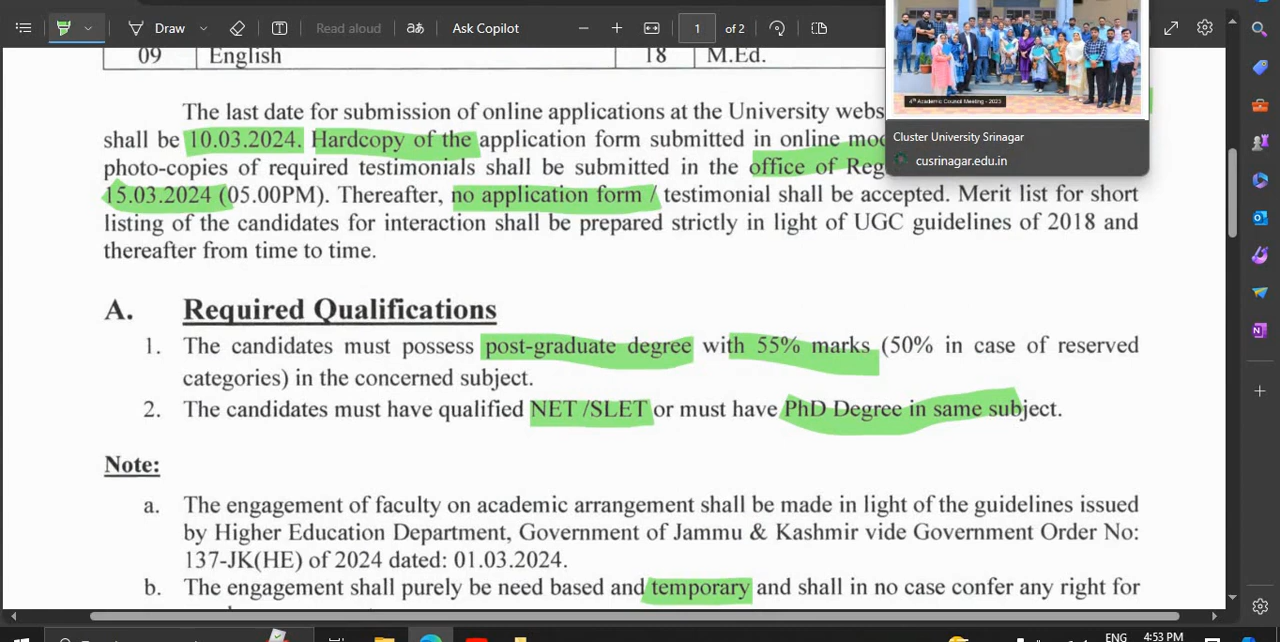 Draw
Read aloud
aあ
Ask Copilot
1 of 2
4th Academic Council Meeting - 2023
Cluster University Srinagar
cusrinagar.edu.in
09 English 18 M.Ed.
The last date for submission of online applications at the University webs
shall be 10.03.2024. Hardcopy of the application form submitted in online mod
photo-copies of required testimonials shall be submitted in the office of Reg
15.03.2024 (05.00PM). Thereafter, no application form / testimonial shall be accepted. Merit list for short
listing of the candidates for interaction shall be prepared strictly in light of UGC guidelines of 2018 and
thereafter from time to time.
A. Required Qualifications
1. The candidates must possess post-graduate degree with 55% marks (50% in case of reserved
categories) in the concerned subject.
2. The candidates must have qualified NET /SLET or must have PhD Degree in same subject.
Note:
a. The engagement of faculty on academic arrangement shall be made in light of the guidelines issued
by Higher Education Department, Government of Jammu & Kashmir vide Government Order No:
137-JK(HE) of 2024 dated: 01.03.2024.
b. The engagement shall purely be need based and temporary and shall in no case confer any right for
ENG 4:53 PM